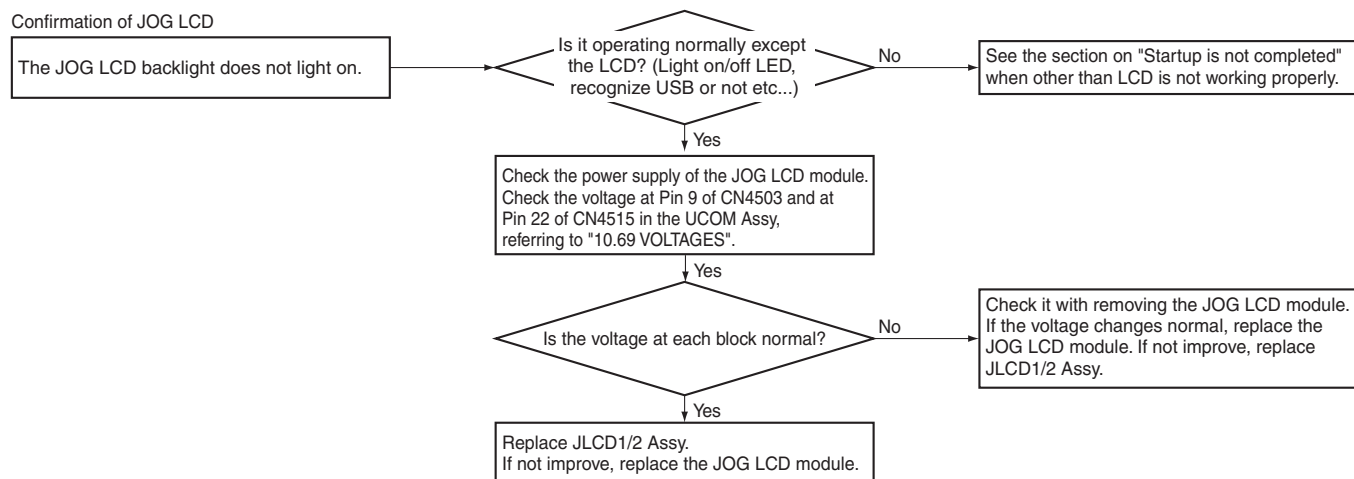 Confirmation of JOG LCD
The JOG LCD backlight does not light on.
Is it operating normally except
the LCD? (Light on/off LED,
recognize USB or not etc...)
No
See the section on "Startup is not completed"
when other than LCD is not working properly.
Yes
Check the power supply of the JOG LCD module.
Check the voltage at Pin 9 of CN4503 and at
Pin 22 of CN4515 in the UCOM Assy,
referring to "10.69 VOLTAGES".
Yes
Is the voltage at each block normal?
No
Check it with removing the JOG LCD module.
If the voltage changes normal, replace the
JOG LCD module. If not improve, replace
JLCD1/2 Assy.
Yes
Replace JLCD1/2 Assy.
If not improve, replace the JOG LCD module.